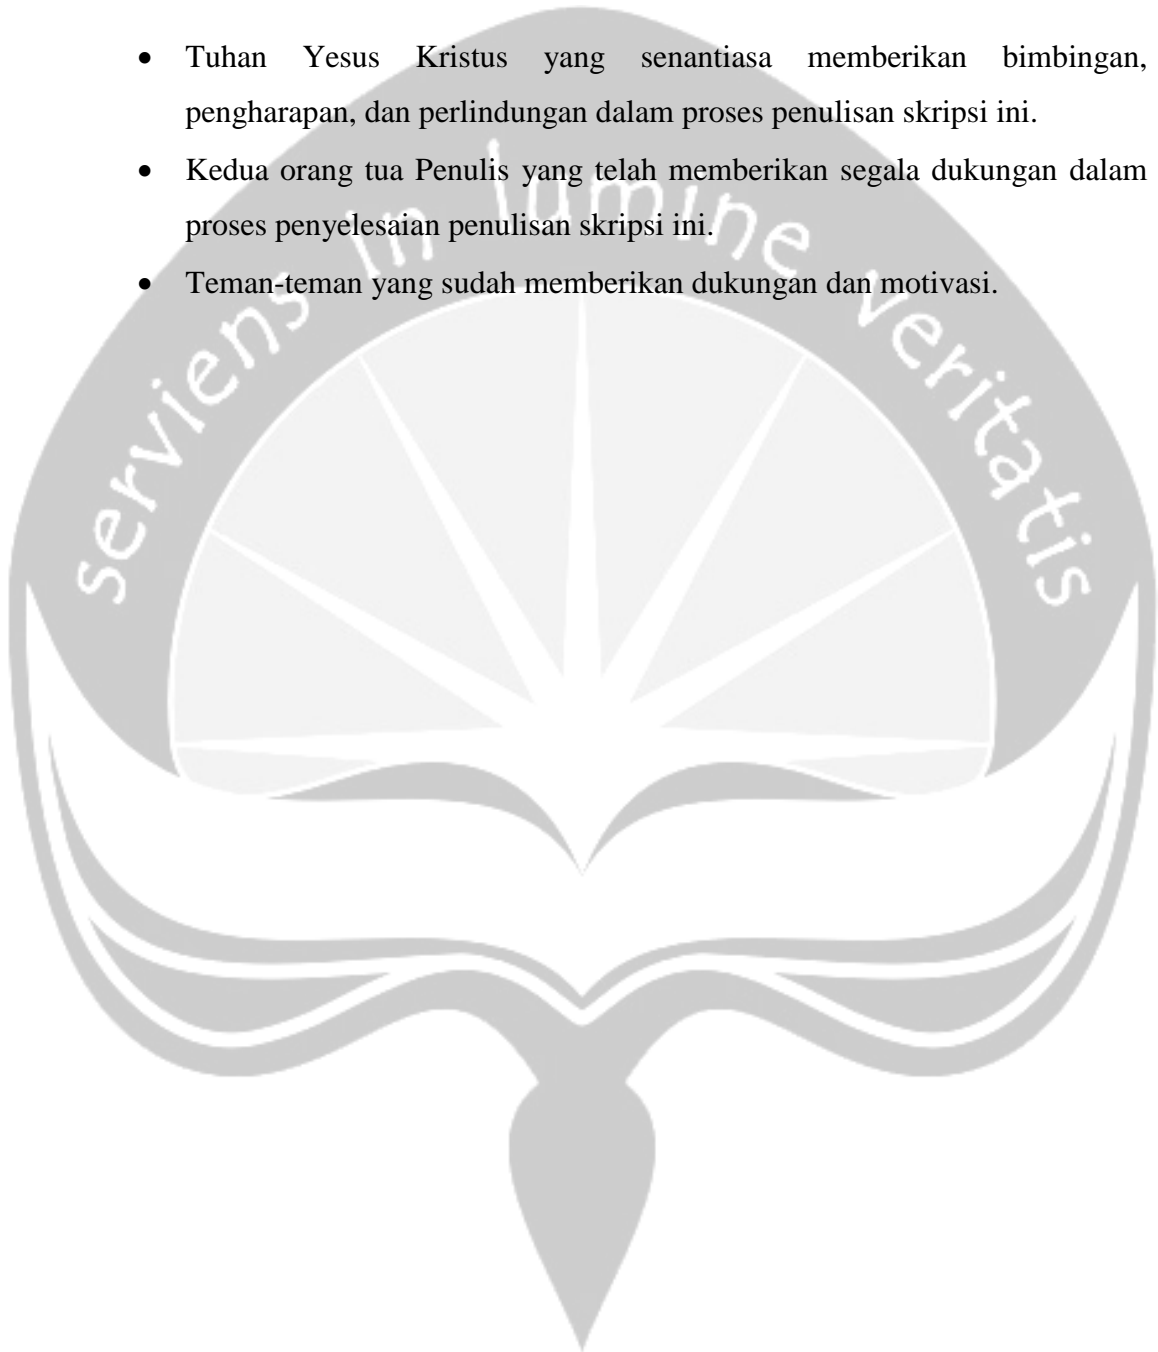 • Tuhan Yesus Kristus yang senantiasa memberikan bimbingan,
pengharapan, dan perlindungan dalam proses penulisan skripsi ini.
• Kedua orang tua Penulis yang telah memberikan segala dukungan dalam
proses penyelesaian penulisan skripsi ini.
• Teman-teman yang sudah memberikan dukungan dan motivasi.
serviens in lumine veritatis